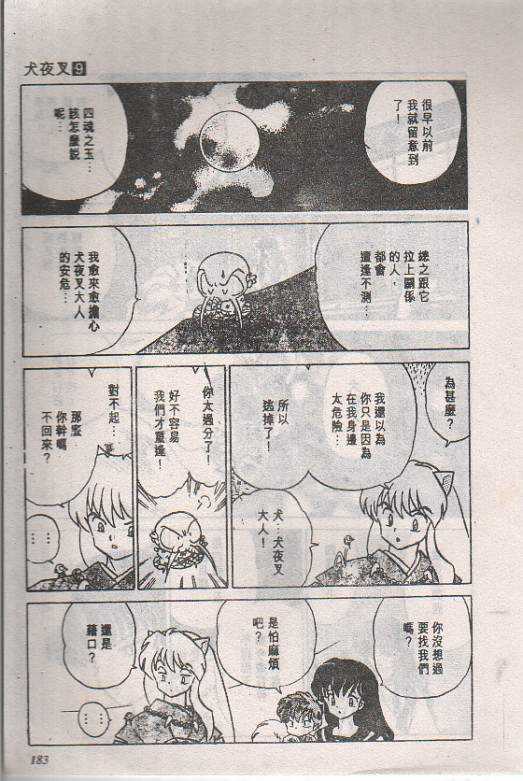 犬夜叉9
很早以前
我就留意到
了！
四魂之玉…
該怎麼說
呢…
總之跟它
拉上關係
的人，
都會
遭逢不測…
我愈來愈擔心
犬夜叉大人
的安危…
為甚麼？
我還以為
你只是因為
在我身邊
太危險…
所以
逃掉了！
犬…犬夜叉
大人！
你太過分了！
好不容易
我們才重逢！
對不起…
那麼
你幹嗎
不回來？
……
你沒想過
要找我們
嗎？
是怕麻煩
吧？
還是
藉口？
……
183